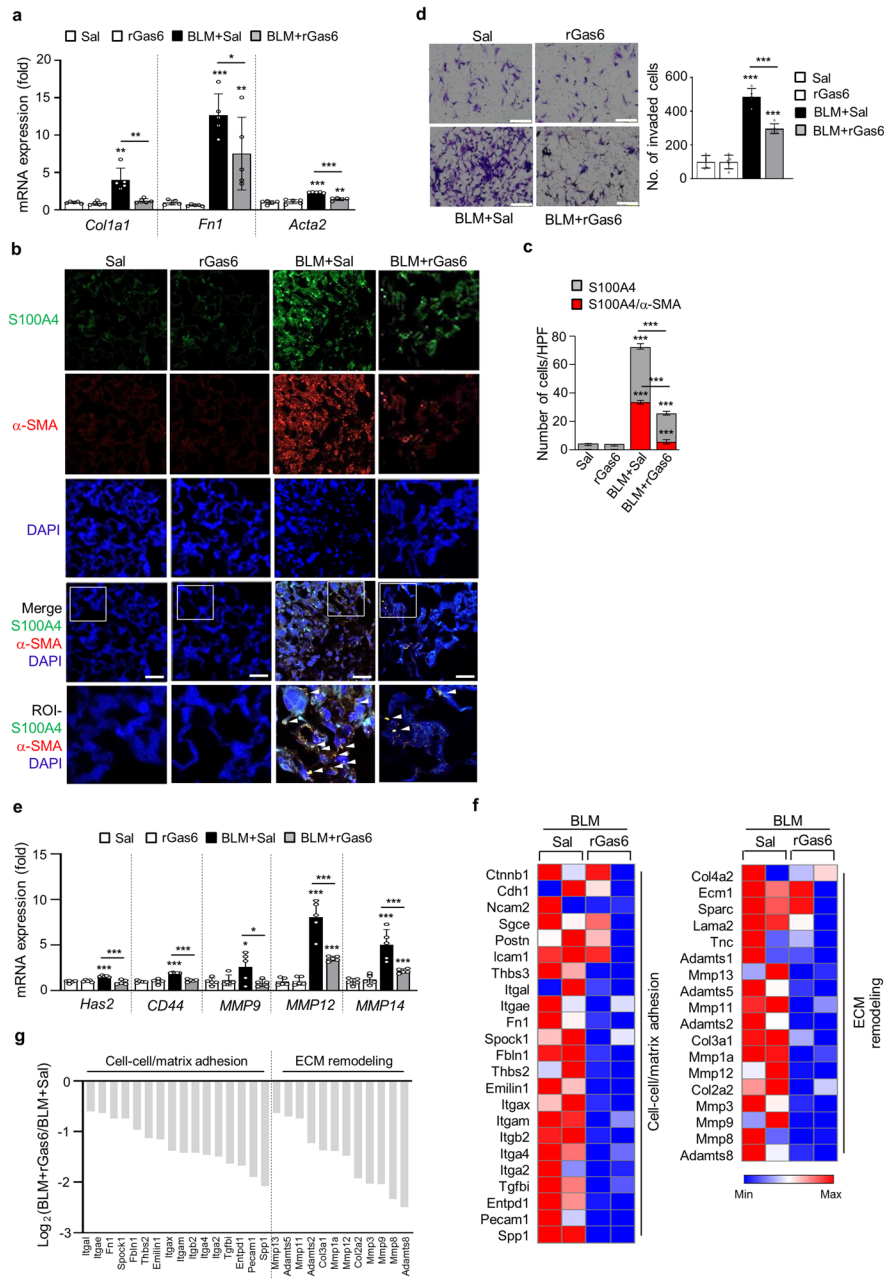 a
Sal rGas6 BLM+Sal BLM+rGas6
mRNA expression (fold)
20
15
10
5
0
*
***
**
**
**
***
***
**
Col1a1 Fn1 Acta2
d
Sal rGas6
BLM+Sal BLM+rGas6
No. of invaded cells
600
400
200
0
***
***
***
Sal
rGas6
BLM+Sal
BLM+rGas6
b
Sal rGas6 BLM+Sal BLM+rGas6
S100A4
α-SMA
DAPI
Merge
S100A4
α-SMA
DAPI
ROI-
S100A4
α-SMA
DAPI
c
S100A4
S100A4/α-SMA
Number of cells/HPF
80
60
40
20
0
***
***
***
***
***
***
Sal
rGas6
BLM+Sal
BLM+rGas6
e
Sal rGas6 BLM+Sal BLM+rGas6
mRNA expression (fold)
15
10
5
0
***
***
***
***
*
*
***
***
***
***
***
***
Has2 CD44 MMP9 MMP12 MMP14
f
BLM
Sal rGas6
Ctnnb1
Cdh1
Ncam2
Sgce
Postn
Icam1
Thbs3
Itgal
Itgae
Fn1
Spock1
Fbln1
Thbs2
Emilin1
Itgax
Itgam
Itgb2
Itga4
Itga2
Tgfbi
Entpd1
Pecam1
Spp1
Cell-cell/matrix adhesion
BLM
Sal rGas6
Col4a2
Ecm1
Sparc
Lama2
Tnc
Adamts1
Mmp13
Adamts5
Mmp11
Adamts2
Col3a1
Mmp1a
Mmp12
Col2a2
Mmp3
Mmp9
Mmp8
Adamts8
ECM
remodeling
Min Max
g
Cell-cell/matrix adhesion ECM remodeling
Log2(BLM+rGas6/BLM+Sal)
0
-1
-2
-3
Itgal
Itgae
Fn1
Spock1
Fbln1
Thbs2
Emilin1
Itgax
Itgam
Itgb2
Itga4
Itga2
Tgfbi
Entpd1
Pecam1
Spp1
Mmp13
Adamts5
Mmp11
Adamts2
Col3a1
Mmp1a
Mmp12
Col2a2
Mmp3
Mmp9
Mmp8
Adamts8